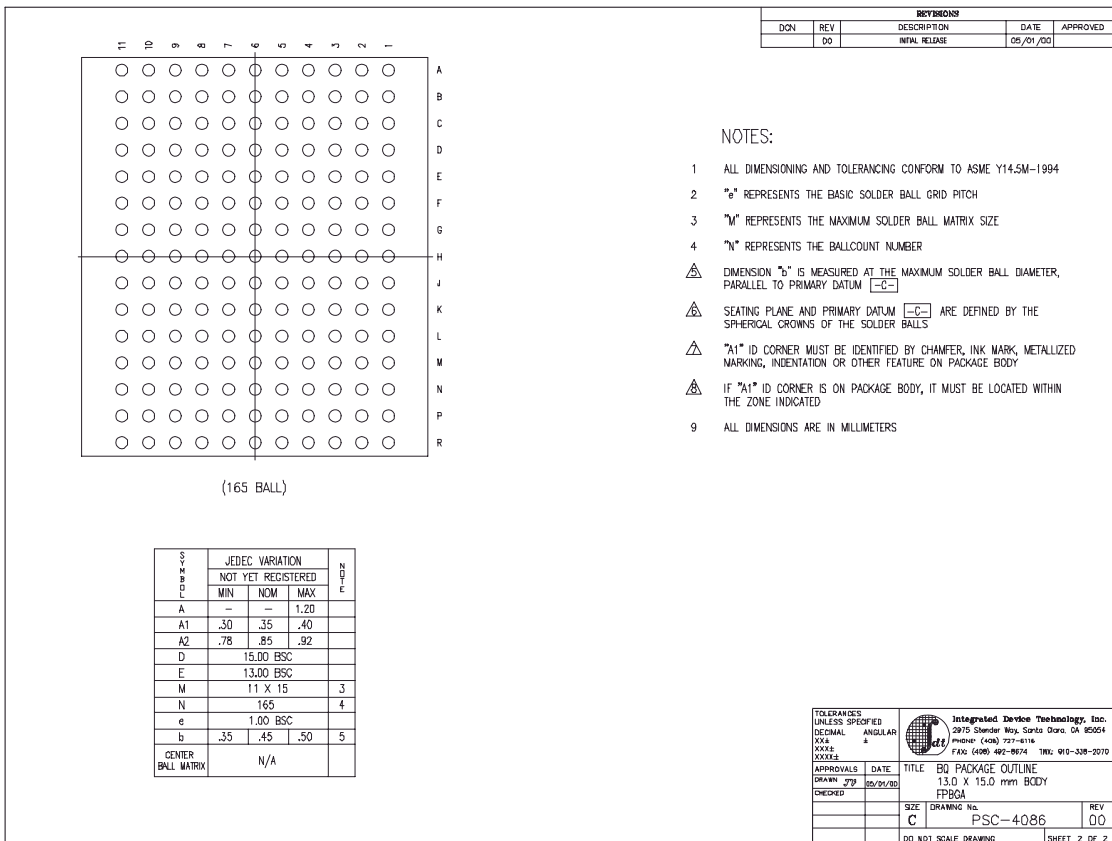 REVISIONS
DCN REV DESCRIPTION DATE APPROVED
D0 INITIAL RELEASE 05/01/00
11 10 9 8 7 6 5 4 3 2 1
A
B
C
D
E
F
G
H
J
K
L
M
N
P
R
(165 BALL)
NOTES:
1 ALL DIMENSIONING AND TOLERANCING CONFORM TO ASME Y14.5M-1994
2 "e" REPRESENTS THE BASIC SOLDER BALL GRID PITCH
3 "M" REPRESENTS THE MAXIMUM SOLDER BALL MATRIX SIZE
4 "N" REPRESENTS THE BALLCOUNT NUMBER
5 DIMENSION "b" IS MEASURED AT THE MAXIMUM SOLDER BALL DIAMETER,
PARALLEL TO PRIMARY DATUM -C-
6 SEATING PLANE AND PRIMARY DATUM -C- ARE DEFINED BY THE
SPHERICAL CROWNS OF THE SOLDER BALLS
7 "A1" ID CORNER MUST BE IDENTIFIED BY CHAMFER, INK MARK, METALLIZED
MARKING, INDENTATION OR OTHER FEATURE ON PACKAGE BODY
8 IF "A1" ID CORNER IS ON PACKAGE BODY, IT MUST BE LOCATED WITHIN
THE ZONE INDICATED
9 ALL DIMENSIONS ARE IN MILLIMETERS
SYMBOL JEDEC VARIATION NOTE
NOT YET REGISTERED
MIN NOM MAX
A - - 1.20
A1 .30 .35 .40
A2 .78 .85 .92
D 15.00 BSC
E 13.00 BSC
M 11 X 15 3
N 165 4
e 1.00 BSC
b .35 .45 .50 5
CENTER
BALL MATRIX N/A
TOLERANCES
UNLESS SPECIFIED
DECIMAL ANGULAR
XX± ±
XXX±
XXXX±
idt
Integrated Device Technology, Inc.
2975 Stender Way, Santa Clara, CA 95054
PHONE: (408) 727-6116
FAX: (408) 492-8674 TWX: 910-338-2070
APPROVALS DATE
DRAWN 05/01/00
CHECKED
TITLE BQ PACKAGE OUTLINE
13.0 X 15.0 mm BODY
FPBGA
SIZE DRAWING No. REV
C PSC-4086 00
DO NOT SCALE DRAWING SHEET 2 OF 2